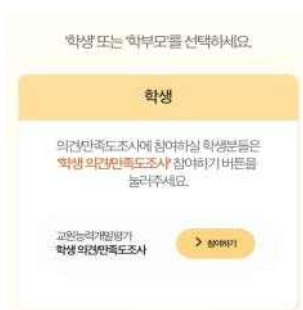 '학생' 또는 '학부모'를 선택하세요.
학생
의견/만족도조사에 참여하실 학생분들은
'학생 의견/만족도조사' 참여하기 버튼을
눌러주세요.
교원능력개발평가
학생 의견/만족도조사
> 참여하기